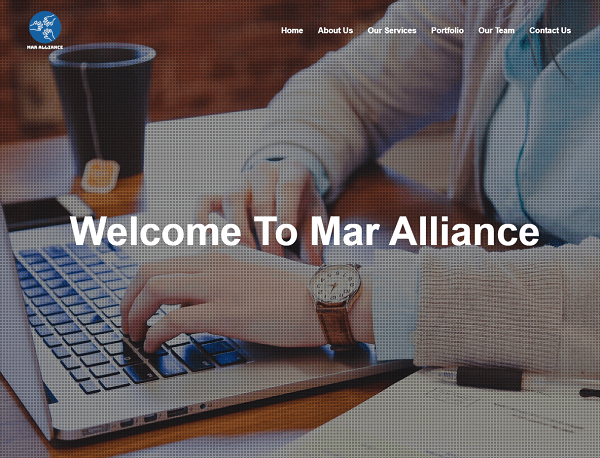 MAR ALLIANCE
Home About Us Our Services Portfolio Our Team Contact Us
Welcome To Mar Alliance